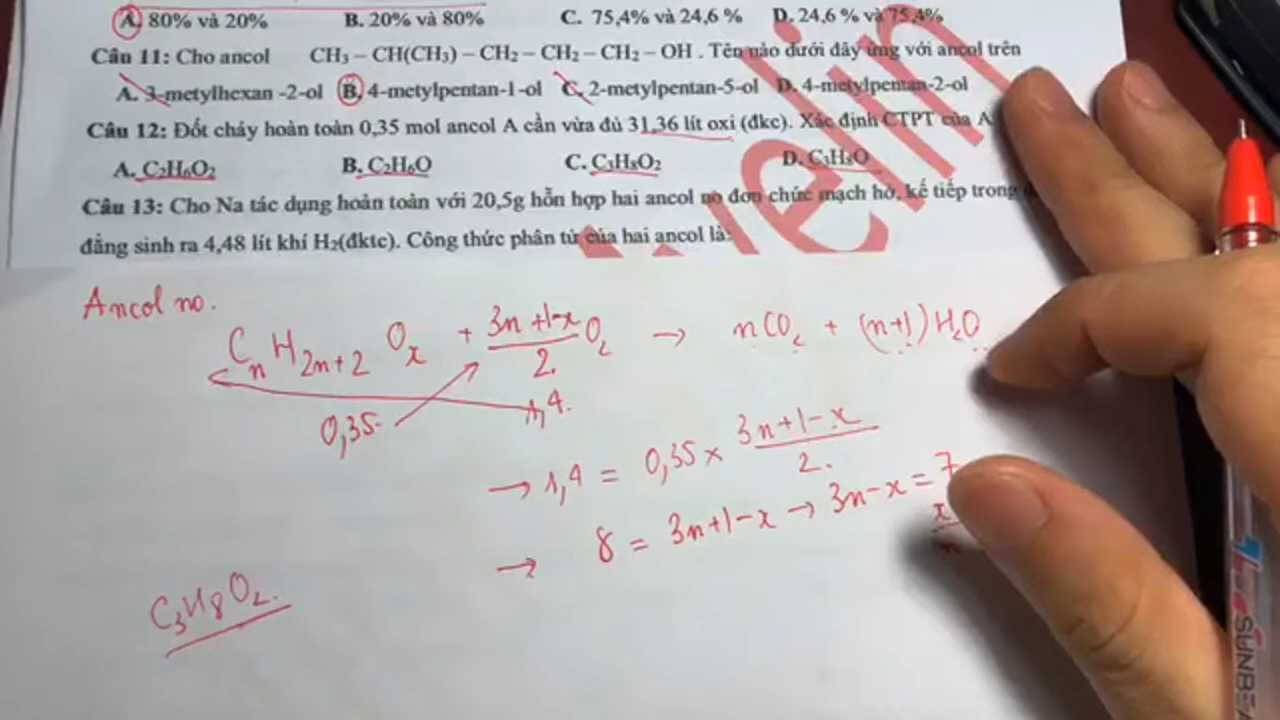 A. 80% và 20% B. 20% và 80% C. 75,4% và 24,6 % D. 24,6 % và 75,4%
Câu 11: Cho ancol CH₃ – CH(CH₃) – CH₂ – CH₂ – CH₂ – OH . Tên nào dưới đây ứng với ancol trên
A. 3-metylhexan -2-ol B. 4-metylpentan-1-ol C. 2-metylpentan-5-ol D. 4-metylpentan-2-ol
Câu 12: Đốt cháy hoàn toàn 0,35 mol ancol A cần vừa đủ 31,36 lít oxi (đkc). Xác định CTPT của A
A. C₂H₆O₂ B. C₂H₆O C. C₃H₈O₂ D. C₃H₈O
Câu 13: Cho Na tác dụng hoàn toàn với 20,5g hỗn hợp hai ancol no đơn chức mạch hở, kế tiếp trong
đẳng sinh ra 4,48 lít khí H₂(đktc). Công thức phân tử của hai ancol là:
Ancol no.
CₙH₂ₙ₊₂Oₓ + (3n+1-x)/2 O₂ → nCO₂ + (n+1)H₂O
0,35 1,4
→ 1,4 = 0,35 × (3n+1-x)/2
→ 8 = 3n+1-x → 3n-x = 7
x
n
C₃H₈O₂
SUNBEA